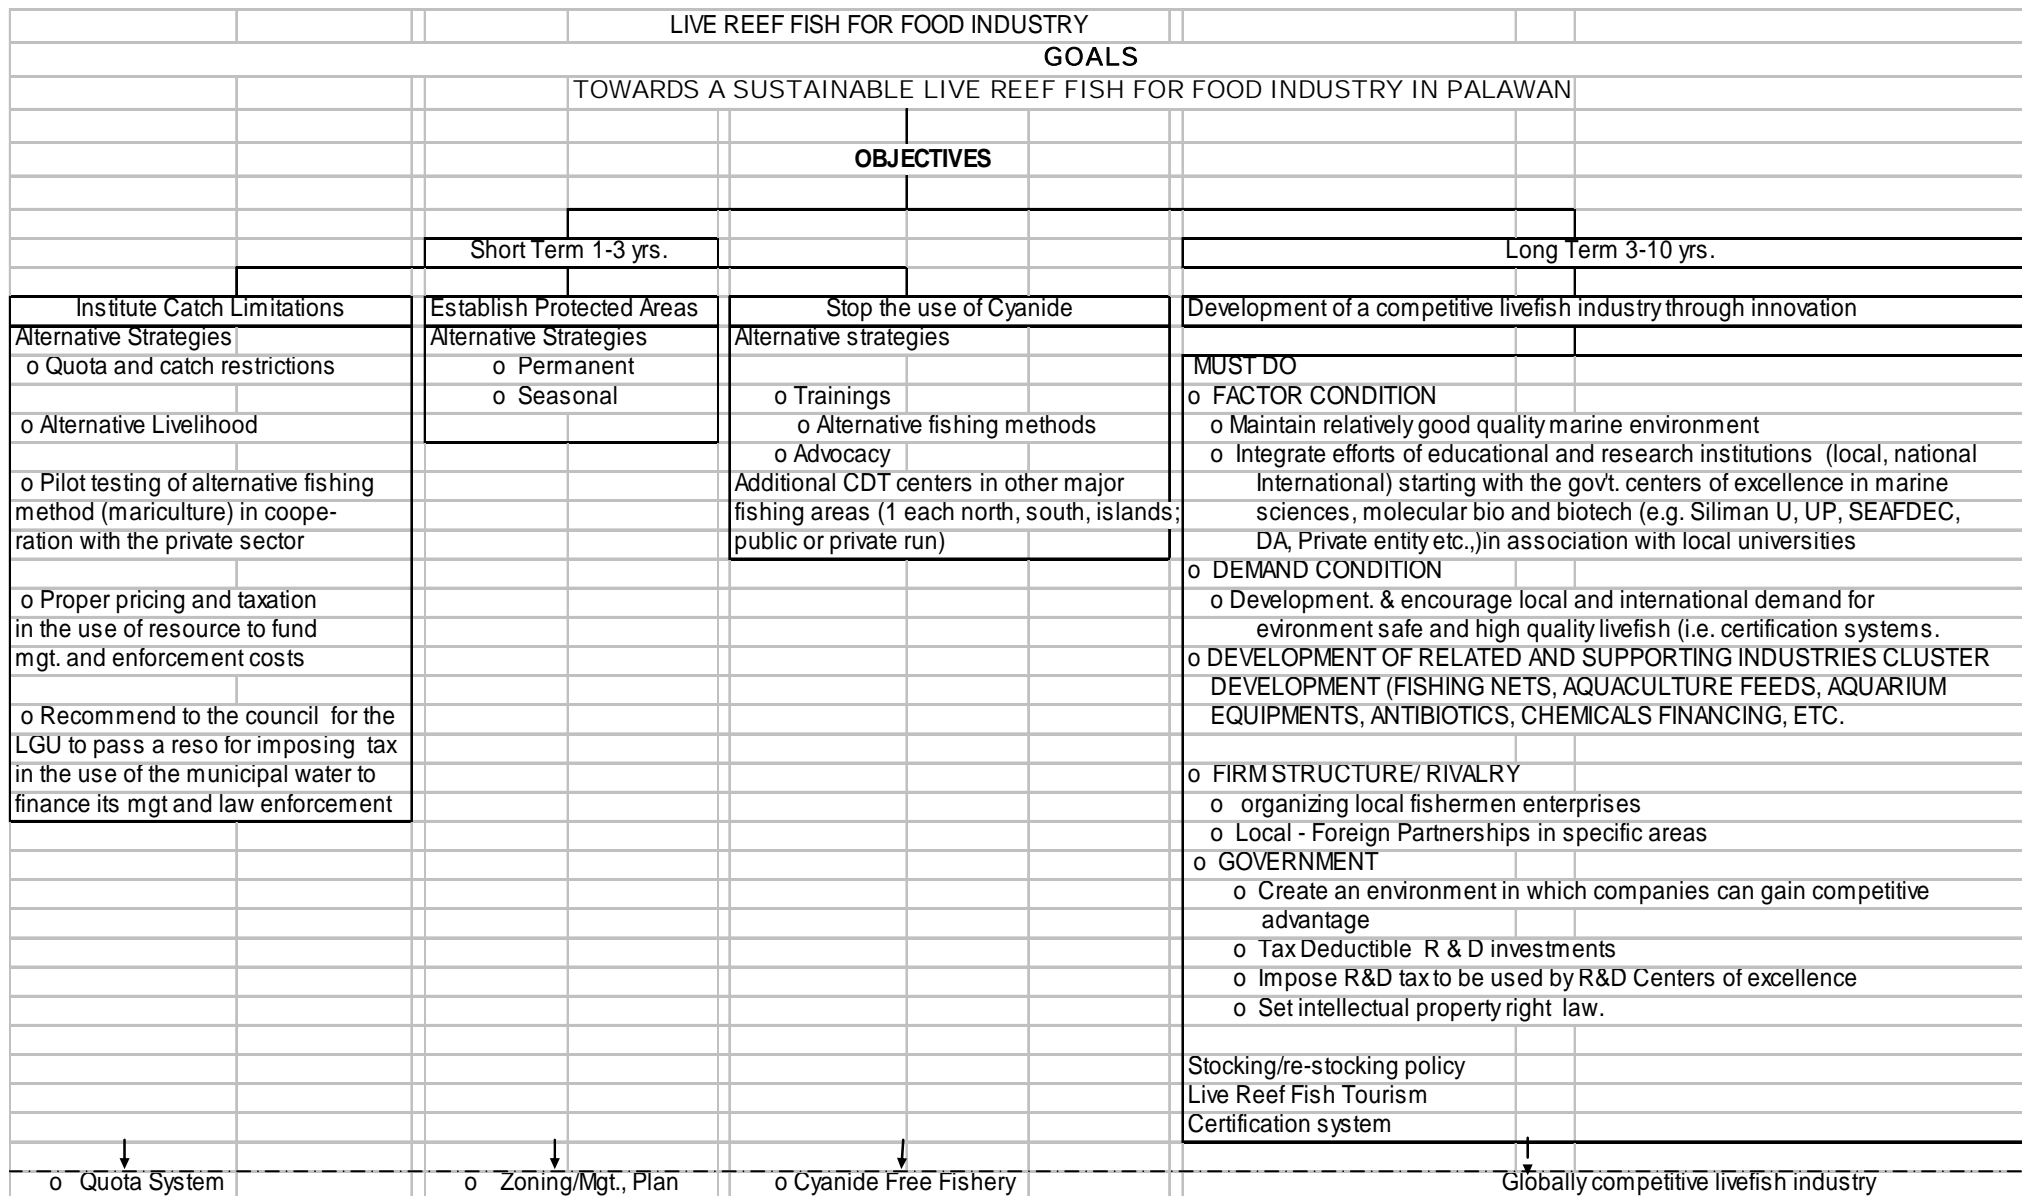 LIVE REEF FISH FOR FOOD INDUSTRY
GOALS
TOWARDS A SUSTAINABLE LIVE REEF FISH FOR FOOD INDUSTRY IN PALAWAN
OBJECTIVES
Short Term 1-3 yrs.
Long Term 3-10 yrs.
Institute Catch Limitations
Alternative Strategies
o Quota and catch restrictions
o Alternative Livelihood
o Pilot testing of alternative fishing
method (mariculture) in coope-
ration with the private sector
o Proper pricing and taxation
in the use of resource to fund
mgt. and enforcement costs
o Recommend to the council for the
LGU to pass a reso for imposing tax
in the use of the municipal water to
finance its mgt and law enforcement
Establish Protected Areas
Alternative Strategies
o Permanent
o Seasonal
Stop the use of Cyanide
Alternative strategies
o Trainings
o Alternative fishing methods
o Advocacy
Additional CDT centers in other major
fishing areas (1 each north, south, islands;
public or private run)
Development of a competitive livefish industry through innovation
MUST DO
o FACTOR CONDITION
o Maintain relatively good quality marine environment
o Integrate efforts of educational and research institutions (local, national
International) starting with the gov't. centers of excellence in marine
sciences, molecular bio and biotech (e.g. Siliman U, UP, SEAFDEC,
DA, Private entity etc.,)in association with local universities
o DEMAND CONDITION
o Development. & encourage local and international demand for
evironment safe and high quality livefish (i.e. certification systems.
o DEVELOPMENT OF RELATED AND SUPPORTING INDUSTRIES CLUSTER
DEVELOPMENT (FISHING NETS, AQUACULTURE FEEDS, AQUARIUM
EQUIPMENTS, ANTIBIOTICS, CHEMICALS FINANCING, ETC.
o FIRM STRUCTURE/ RIVALRY
o organizing local fishermen enterprises
o Local - Foreign Partnerships in specific areas
o GOVERNMENT
o Create an environment in which companies can gain competitive
advantage
o Tax Deductible R & D investments
o Impose R&D tax to be used by R&D Centers of excellence
o Set intellectual property right law.
Stocking/re-stocking policy
Live Reef Fish Tourism
Certification system
o Quota System
o Zoning/Mgt., Plan
o Cyanide Free Fishery
Globally competitive livefish industry